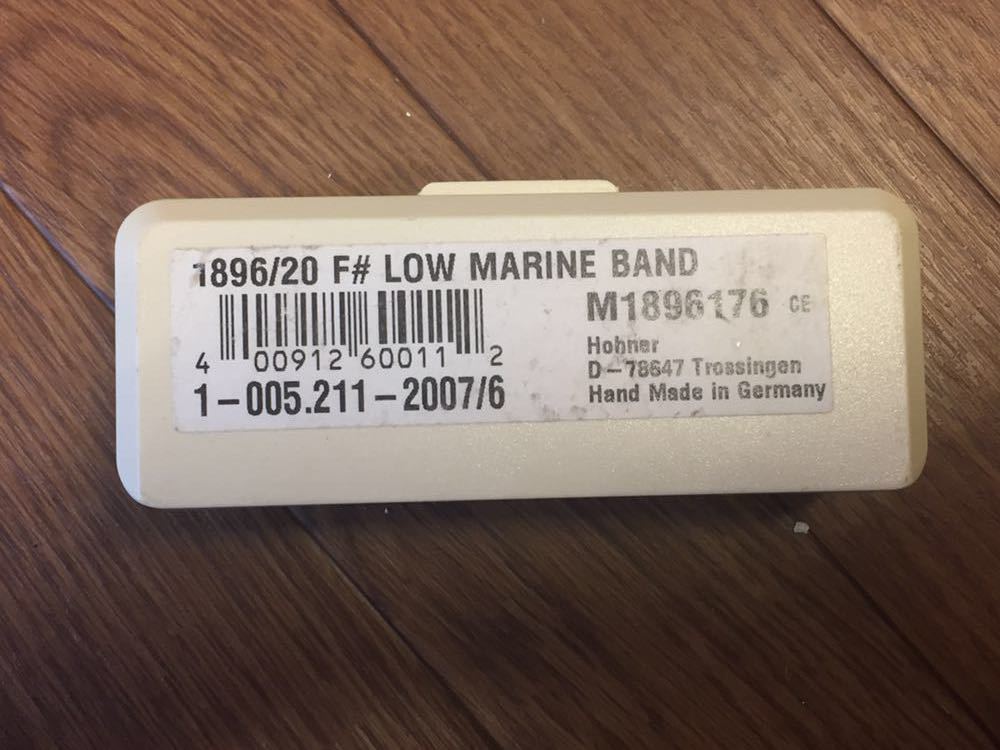 1896/20 F# LOW MARINE BAND
M1896176 CE
4 00912 60011 2
Hohner
D-78647 Trossingen
1-005.211-2007/6
Hand Made in Germany